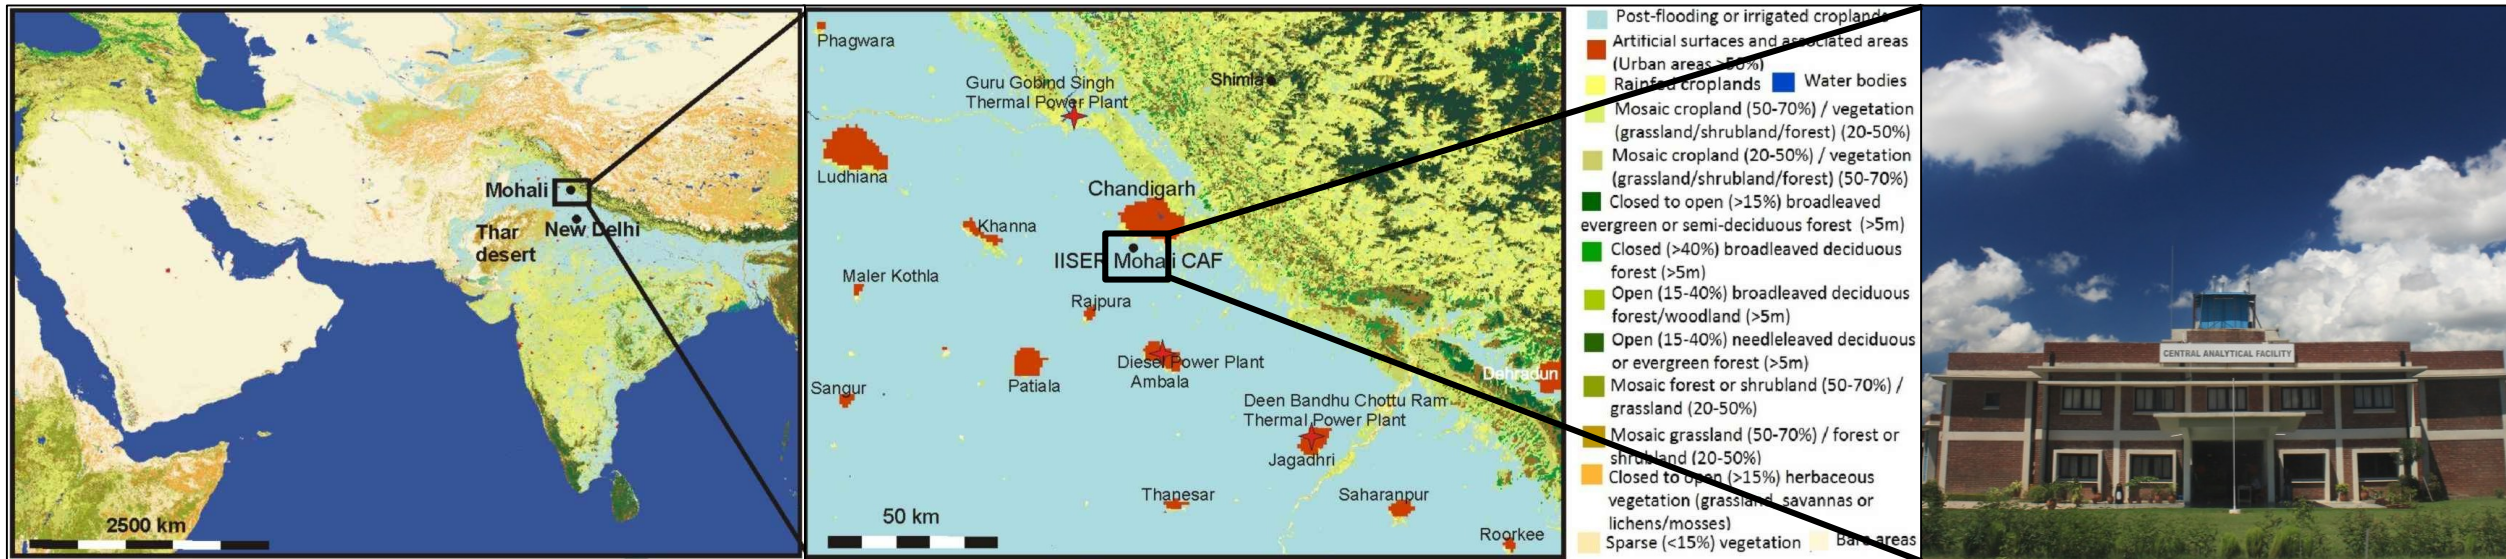 Mohali
New Delhi
Thar
desert
2500 km
Phagwara
Guru Gobind Singh
Thermal Power Plant
Shimla
Ludhiana
Chandigarh
Khanna
IISER Mohali CAF
Maler Kothla
Rajpura
Diesel Power Plant
Ambala
Patiala
Sangur
Dehradun
Deen Bandhu Chottu Ram
Thermal Power Plant
Jagadhri
Thanesar
Saharanpur
Roorkee
50 km
Post-flooding or irrigated croplands
Artificial surfaces and associated areas
(Urban areas >50%)
Rainfed croplands
Water bodies
Mosaic cropland (50-70%) / vegetation
(grassland/shrubland/forest) (20-50%)
Mosaic cropland (20-50%) / vegetation
(grassland/shrubland/forest) (50-70%)
Closed to open (>15%) broadleaved
evergreen or semi-deciduous forest (>5m)
Closed (>40%) broadleaved deciduous
forest (>5m)
Open (15-40%) broadleaved deciduous
forest/woodland (>5m)
Open (15-40%) needleleaved deciduous
or evergreen forest (>5m)
Mosaic forest or shrubland (50-70%) /
grassland (20-50%)
Mosaic grassland (50-70%) / forest or
shrubland (20-50%)
Closed to open (>15%) herbaceous
vegetation (grassland, savannas or
lichens/mosses)
Sparse (<15%) vegetation
Bare areas
CENTRAL ANALYTICAL FACILITY